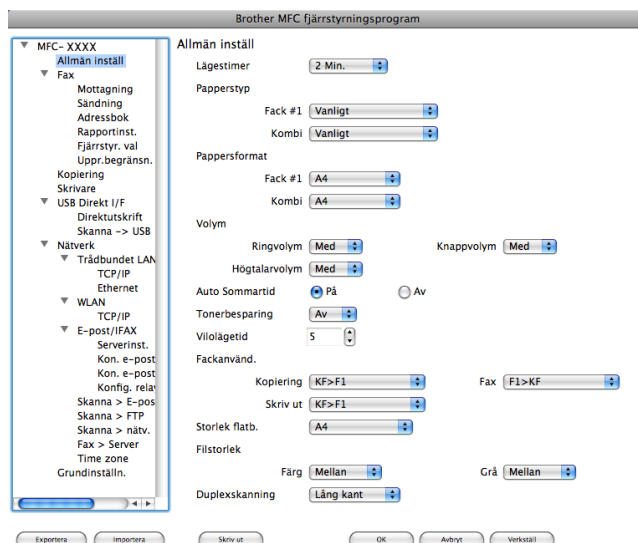 Brother MFC fjärrstyrningsprogram
MFC- XXXX
Allmän inställ
Fax
Mottagning
Sändning
Adressbok
Rapportinst.
Fjärrstyr. val
Uppr.begränsn.
Kopiering
Skrivare
USB Direkt I/F
Direktutskrift
Skanna -> USB
Nätverk
Trådbundet LAN
TCP/IP
Ethernet
WLAN
TCP/IP
E-post/IFAX
Serverinst.
Kon. e-post
Kon. e-post
Konfig. relä
Skanna > E-pos
Skanna > FTP
Skanna > nätv.
Fax > Server
Time zone
Grundinställn.
Allmän inställ
Lägestimer 2 Min.
Papperstyp
Fack #1 Vanligt
Kombi Vanligt
Pappersformat
Fack #1 A4
Kombi A4
Volym
Ringvolym Med Knappvolym Med
Högtalarvolym Med
Auto Sommartid På Av
Tonerbesparing Av
Vilolägetid 5
Fackanvänd.
Kopiering KF>F1 Fax F1>KF
Skriv ut KF>F1
Storlek flatb. A4
Filstorlek
Färg Mellan Grå Mellan
Duplexskanning Lång kant
Exportera Importera Skriv ut OK Avbryt Verkställ